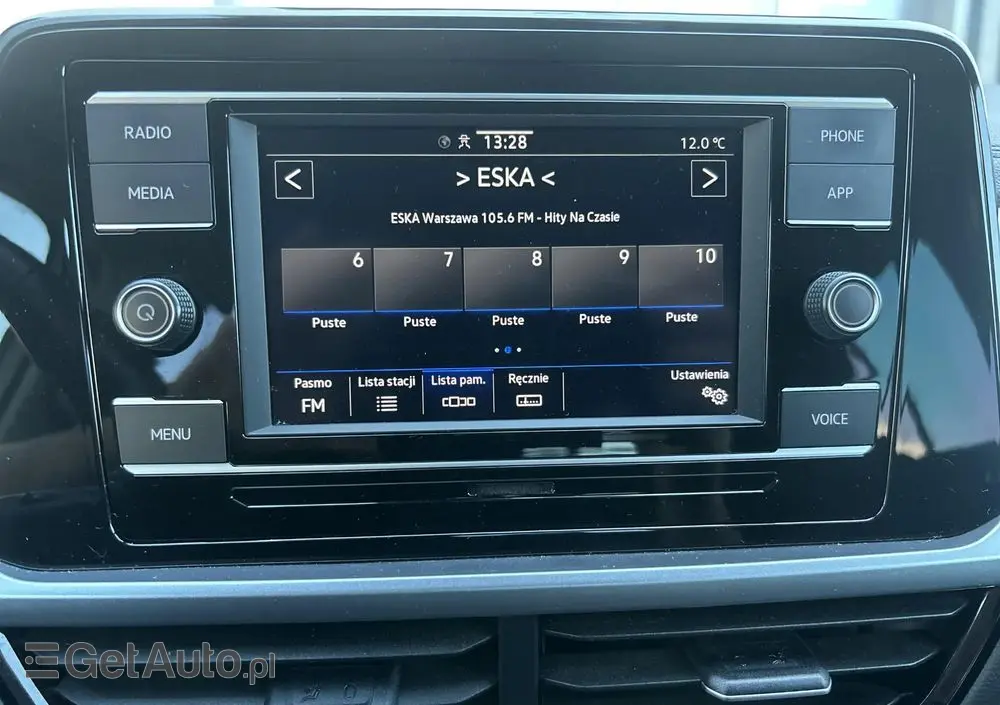 RADIO
MEDIA
MENU
13:28
12.0 °C
< > ESKA < >
ESKA Warszawa 105.6 FM - Hity Na Czasie
6 7 8 9 10
Puste Puste Puste Puste Puste
Pasmo Lista stacji Lista pam. Ręcznie Ustawienia
FM
PHONE
APP
VOICE
GetAuto.pl